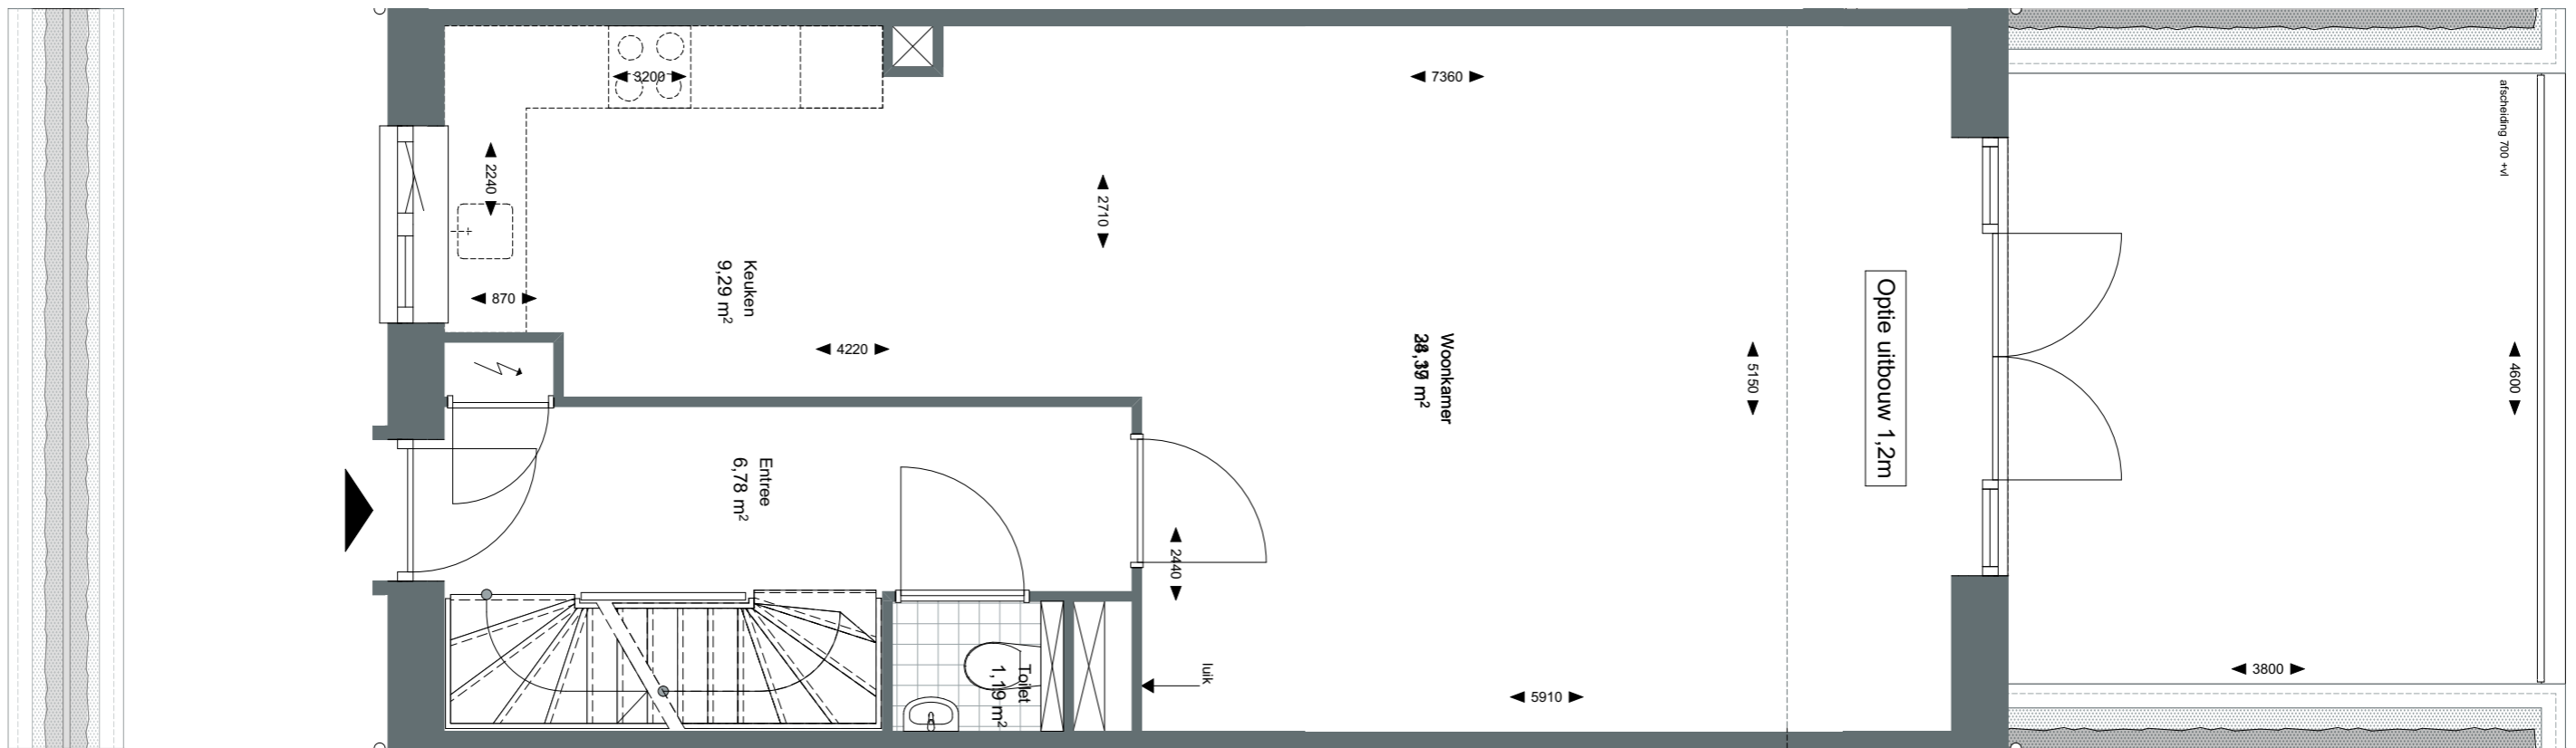 3200
7360
afscheiding 700 +vl
2240
2710
Keuken
9,29 m²
870
4220
Woonkamer
m²
5150
Optie uitbouw 1,2m
4600
Entree
6,78 m²
2440
Toilet
1,19 m²
luik
5910
3800